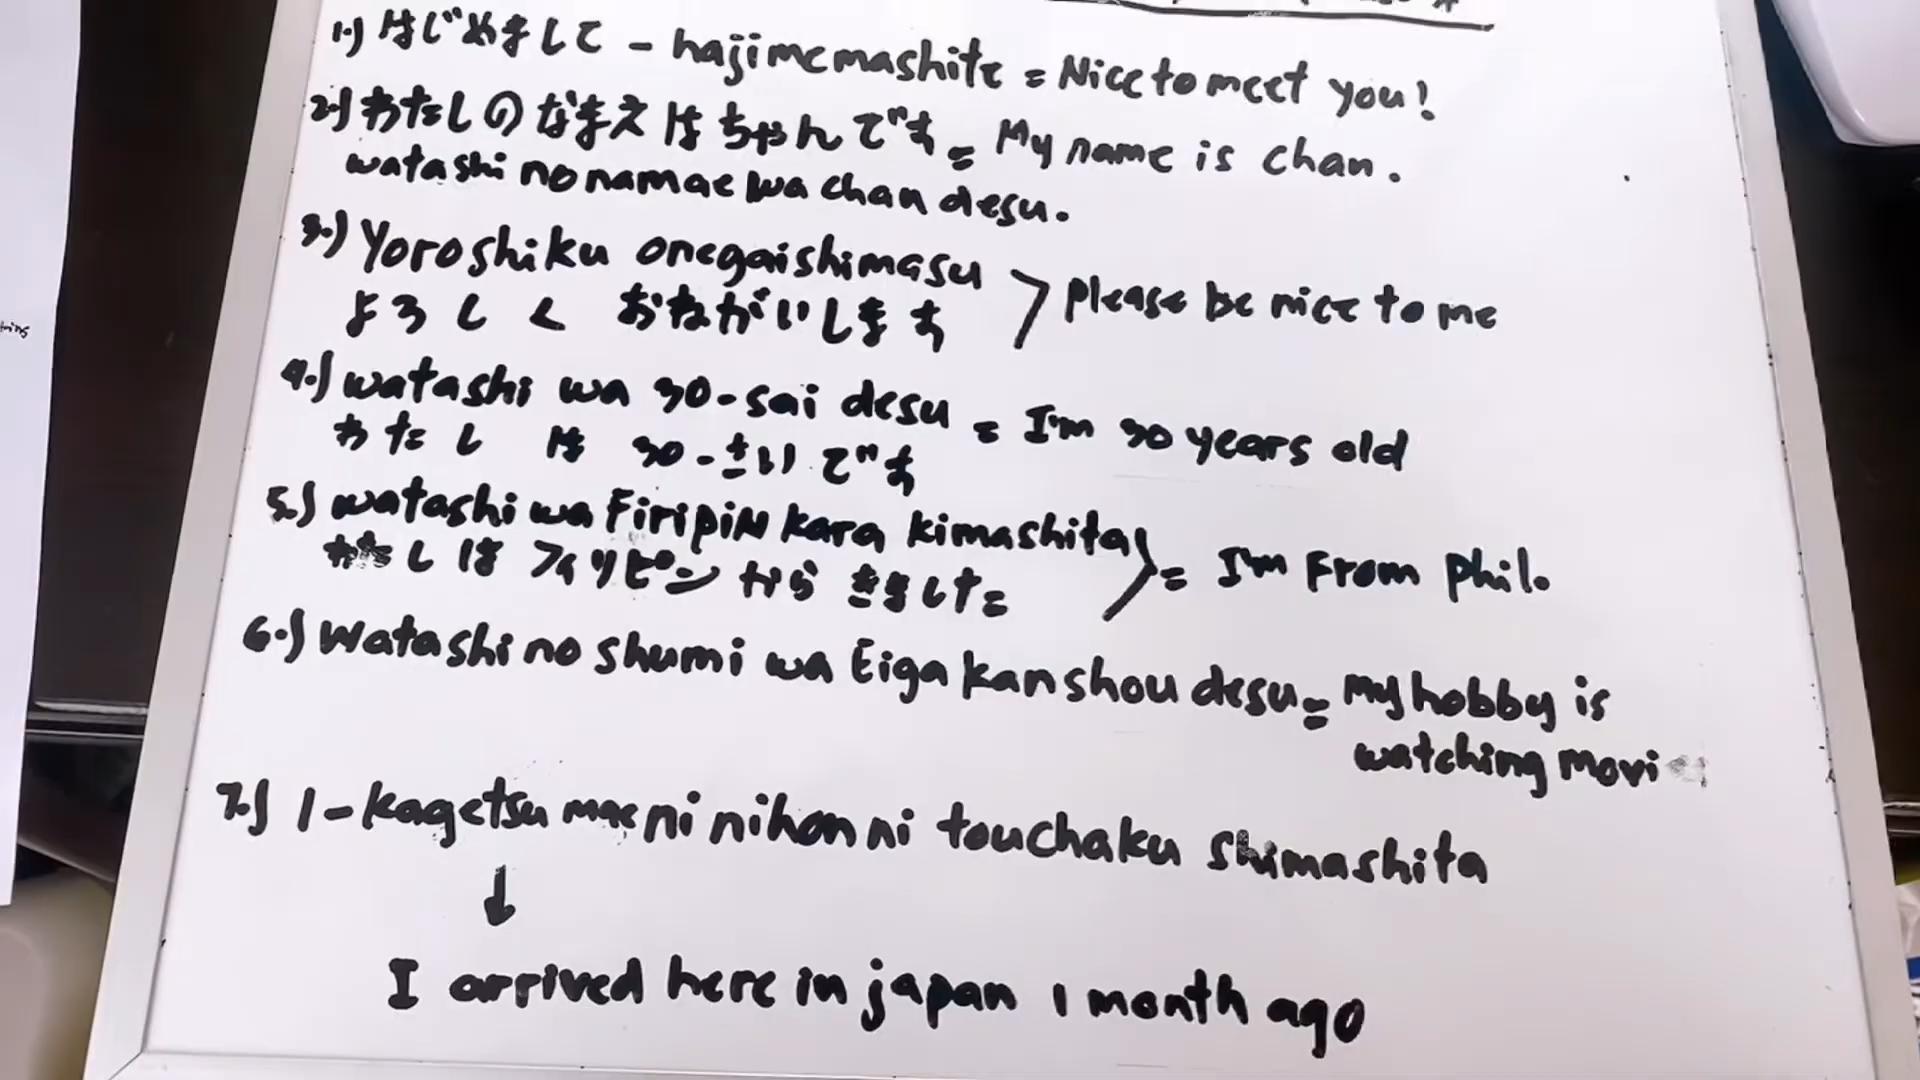 1.) はじめまして - hajimemashite = Nice to meet you!
2.) わたしのなまえはちゃんです = My name is chan.
watashi no namae wa chan desu.
3.) Yoroshiku onegaishimasu > please be nice to me
よろしく おねがいします
4.) watashi wa 30-sai desu = I'm 30 years old
わたし は 30-さい です
5.) watashi wa Firipin kara kimashita = I'm From Phil.
わたしは フィリピン から きました
6.) Watashi no shumi wa Eiga kanshou desu = my hobby is
watching movi
7.) 1-kagetsu mae ni nihon ni touchaku shimashita
↓
I arrived here in japan 1 month ago